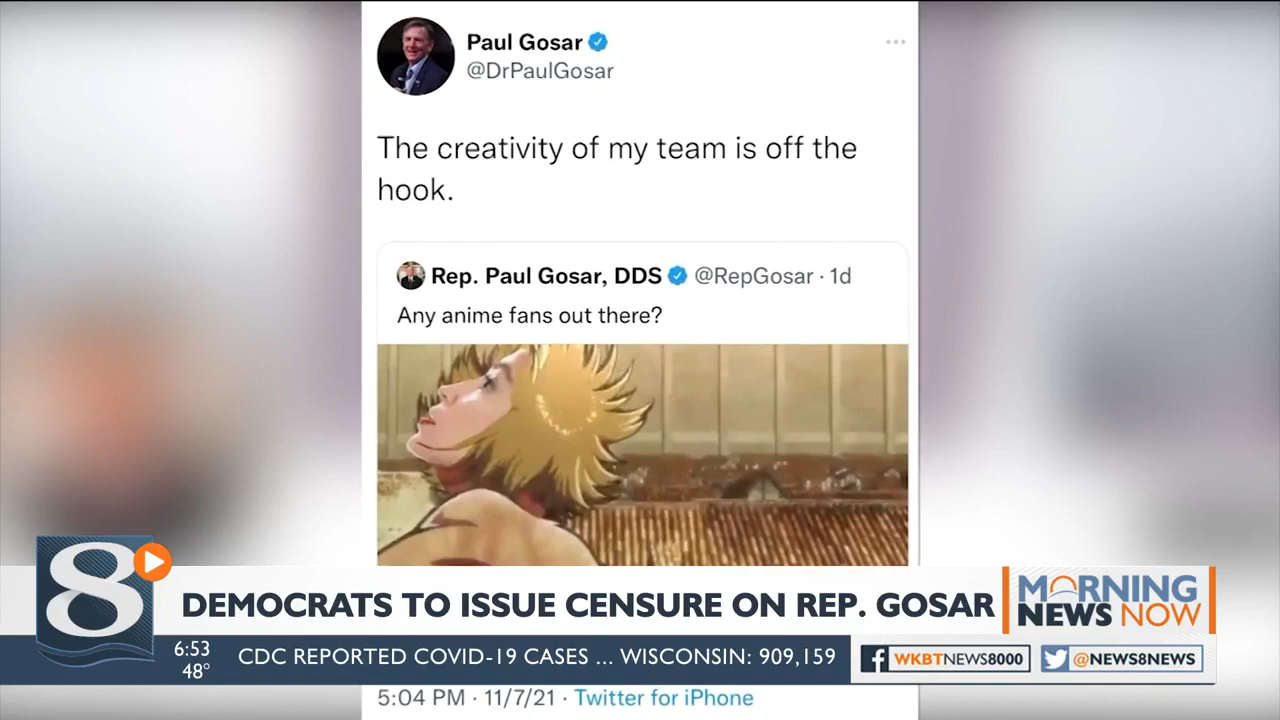 Paul Gosar
@DrPaulGosar
The creativity of my team is off the
hook.
Rep. Paul Gosar, DDS @RepGosar · 1d
Any anime fans out there?
8
DEMOCRATS TO ISSUE CENSURE ON REP. GOSAR
MORNING
NEWS NOW
6:53
48°
CDC REPORTED COVID-19 CASES ... WISCONSIN: 909,159
WKBTNEWS8000
@NEWS8NEWS
5:04 PM · 11/7/21 · Twitter for iPhone